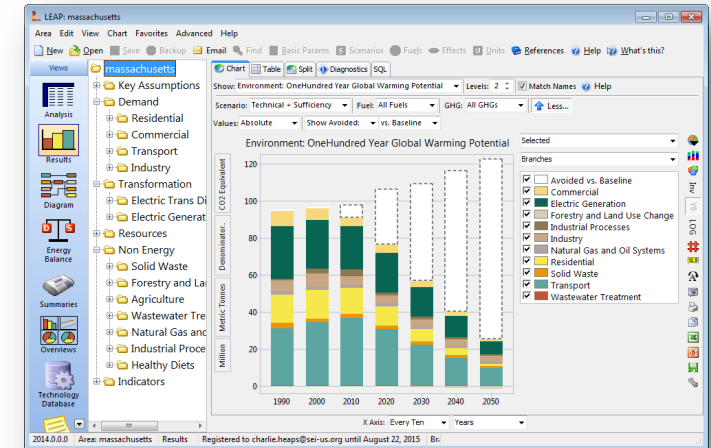 LEAP: massachusetts
Area Edit View Chart Favorites Advanced Help
New Open Save Backup Email Find Basic Params Scenarios Fuels Effects Units References Help What's this?
Views
Analysis
Results
Diagram
Energy Balance
Summaries
Overviews
Technology Database
massachusetts
Key Assumptions
Demand
Residential
Commercial
Transport
Industry
Transformation
Electric Trans Di
Electric Generat
Resources
Non Energy
Solid Waste
Forestry and La
Agriculture
Wastewater Tre
Natural Gas and
Industrial Proce
Healthy Diets
Indicators
Chart Table Split Diagnostics SQL
Show: Environment: OneHundred Year Global Warming Potential Levels: 2 Match Names Help
Scenario: Technical + Sufficiency Fuel: All Fuels GHG: All GHGs Less...
Values: Absolute Show Avoided: vs. Baseline
Environment: OneHundred Year Global Warming Potential
CO2 Equivalent
Denominator.
Metric Tonnes
Million
120
100
80
60
40
20
0
1990 2000 2010 2020 2030 2040 2050
X Axis: Every Ten Years
Selected
Branches
Avoided vs. Baseline
Commercial
Electric Generation
Forestry and Land Use Change
Industrial Processes
Industry
Natural Gas and Oil Systems
Residential
Solid Waste
Transport
Wastewater Treatment
Inv
LOG
XLS
2014.0.0.0 Area: massachusetts Results Registered to charlie.heaps@sei-us.org until August 22, 2015